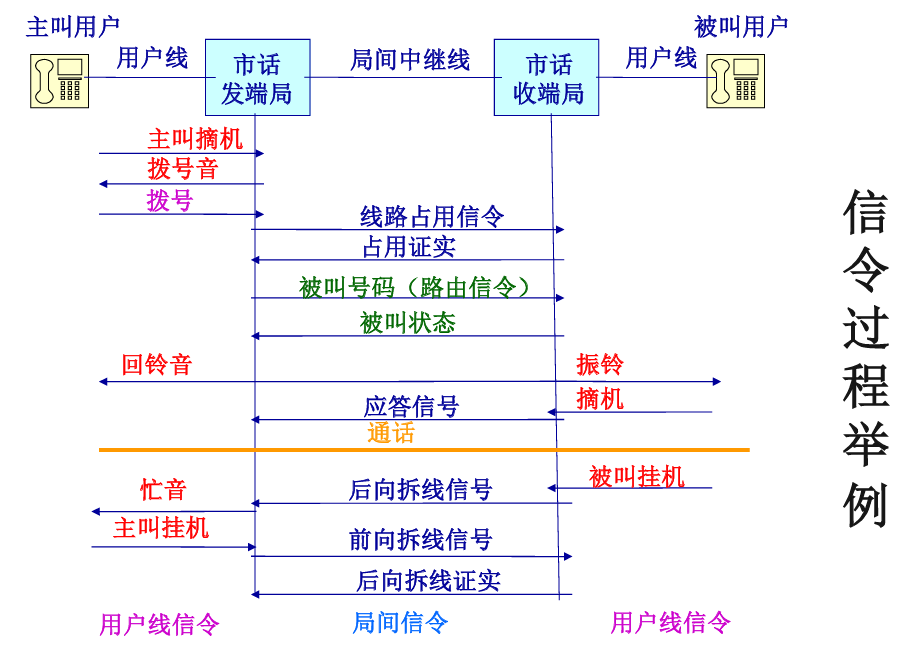 主叫用户
被叫用户
用户线
市话
发端局
局间中继线
市话
收端局
用户线
主叫摘机
拨号音
拨号
线路占用信令
占用证实
被叫号码（路由信令）
被叫状态
回铃音
振铃
摘机
应答信号
通话
被叫挂机
忙音
后向拆线信号
主叫挂机
前向拆线信号
后向拆线证实
用户线信令
局间信令
用户线信令
信令过程举例